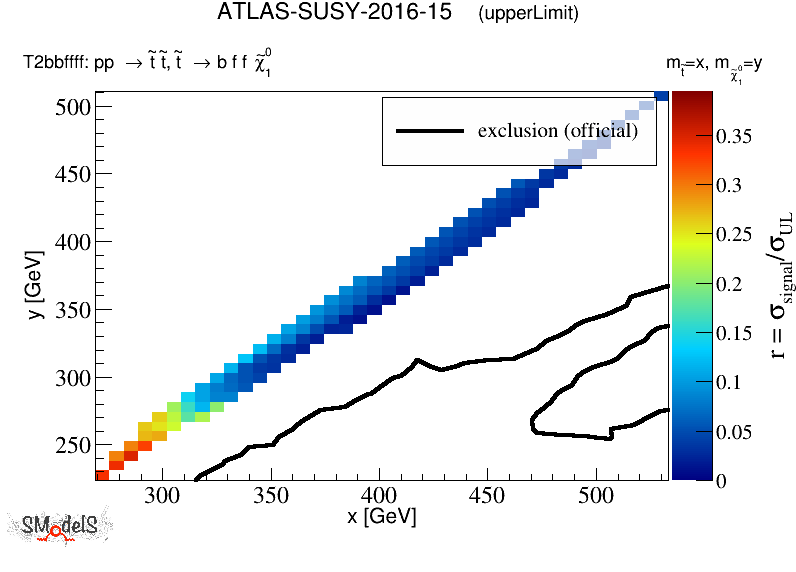 ATLAS-SUSY-2016-15 (upperLimit)
T2bbffff: pp → t̃ t̃, t̃ → b f f χ̃₁⁰
m_t̃=x, m_χ̃₁⁰=y
exclusion (official)
500
450
400
350
300
250
y [GeV]
300 350 400 450 500
x [GeV]
0.35
0.3
0.25
0.2
0.15
0.1
0.05
0
r = σ_signal/σ_UL
SModelS